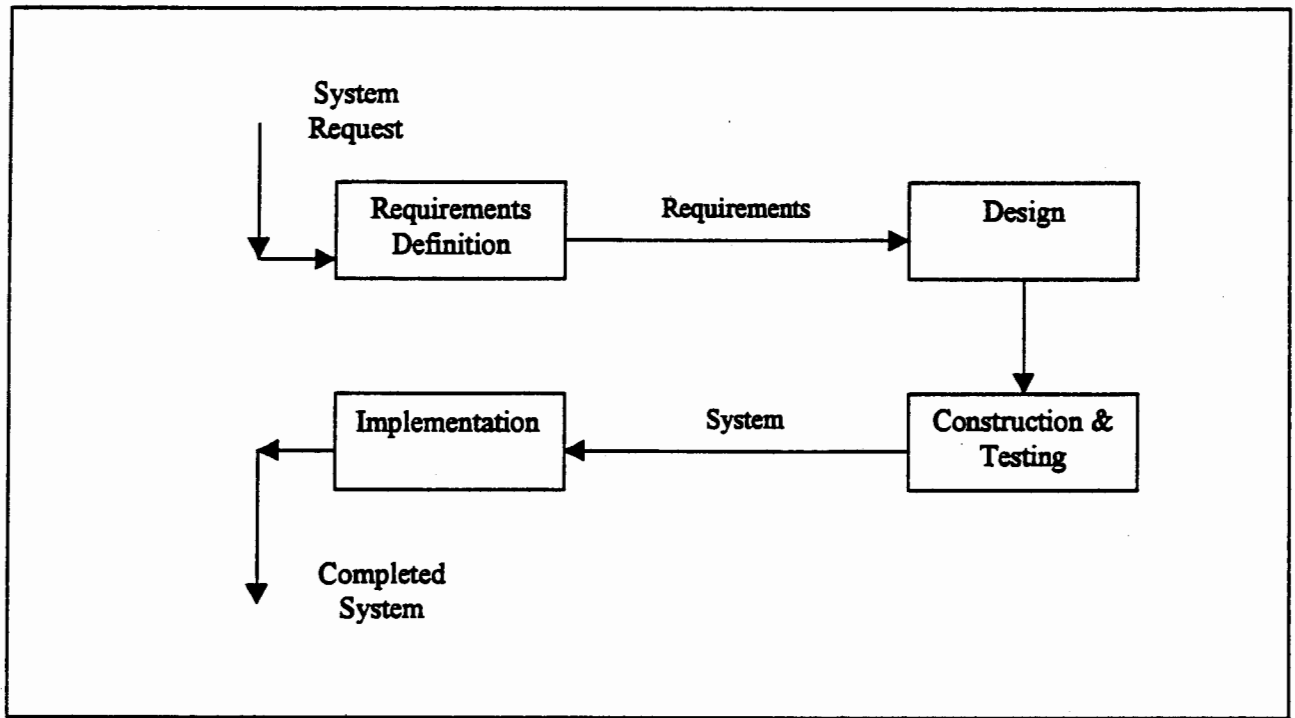 System
Request
Requirements
Definition
Requirements
Design
Construction &
Testing
System
Implementation
Completed
System